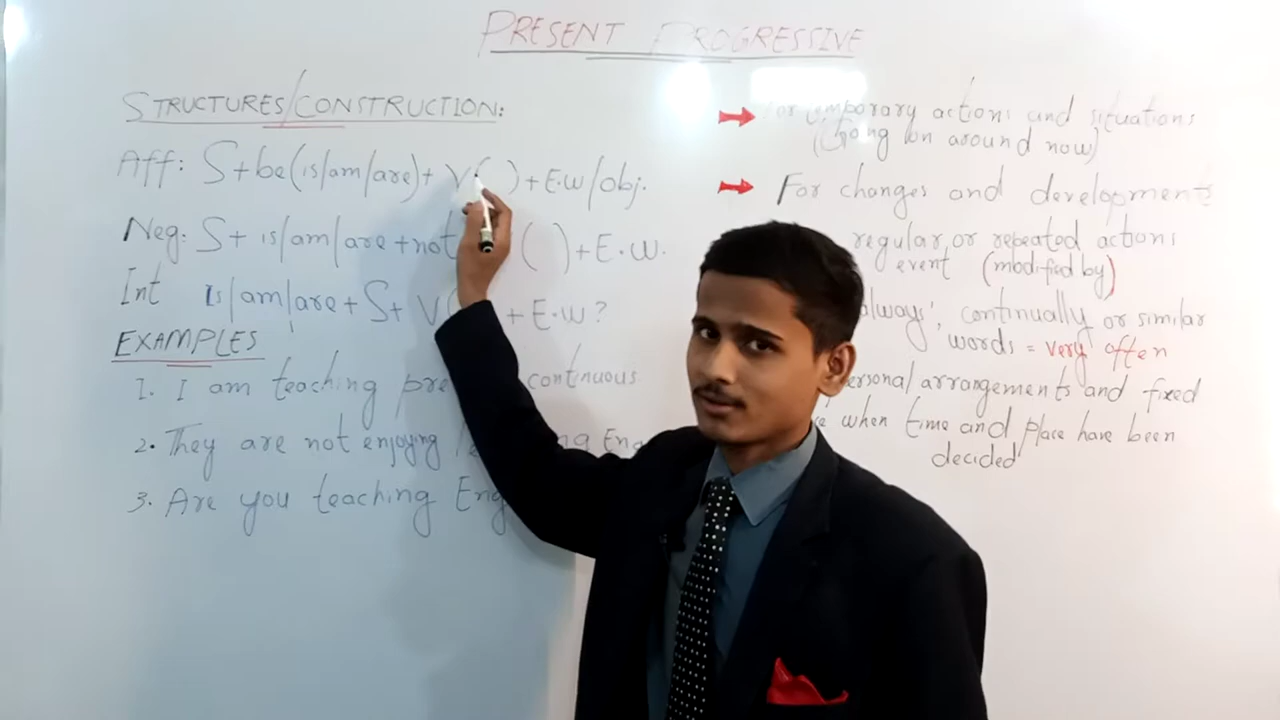 PRESENT PROGRESSIVE
STRUCTURES/CONSTRUCTION:
Aff: S+be(is/am/are)+ V( ) +E.w/obj.
Neg: S+ is/am/are +not ( ) +E.w.
Int is/am/are + S+ V( + E.w?
EXAMPLES
1. I am teaching continuous
2. They are not enjoying
3. Are you teaching
For temporary actions and situations
(Going on around now)
For changes and developments
regular or repeated actions
event (modified by)
always', continually or similar
words = very often
personal arrangements and fixed
when time and place have been
decided